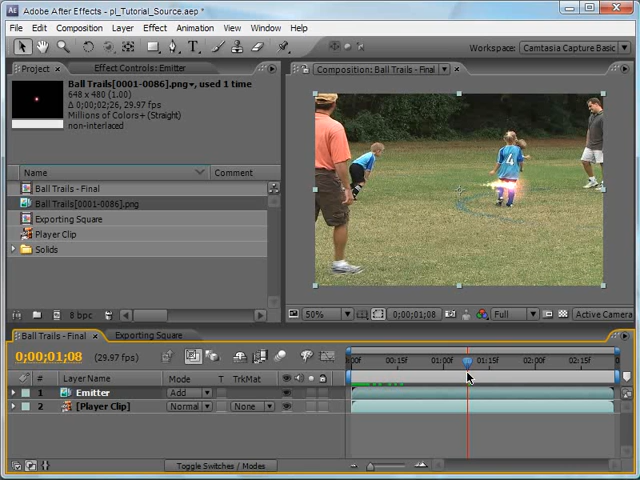 Adobe After Effects - pl_Tutorial_Source.aep *
File Edit Composition Layer Effect Animation View Window Help
Workspace: Camtasia Capture Basic
Project × Effect Controls: Emitter
Composition: Ball Trails - Final
Ball Trails[0001-0086].png, used 1 time
648 x 480 (1.00)
Δ 0;00;02;26, 29.97 fps
Millions of Colors+ (Straight)
non-interlaced
Name Comment
Ball Trails - Final
Ball Trails[0001-0086].png
Exporting Square
Player Clip
Solids
8 bpc
4
50% 0;00;01;08 Full Active Camera
Ball Trails - Final × Exporting Square
0;00;01;08 (29.97 fps)
00F 00:15F 01:00F 01:15F 02:00F 02:15F
# Layer Name Mode T TrkMat
1 Emitter Add
2 [Player Clip] Normal None
Toggle Switches / Modes